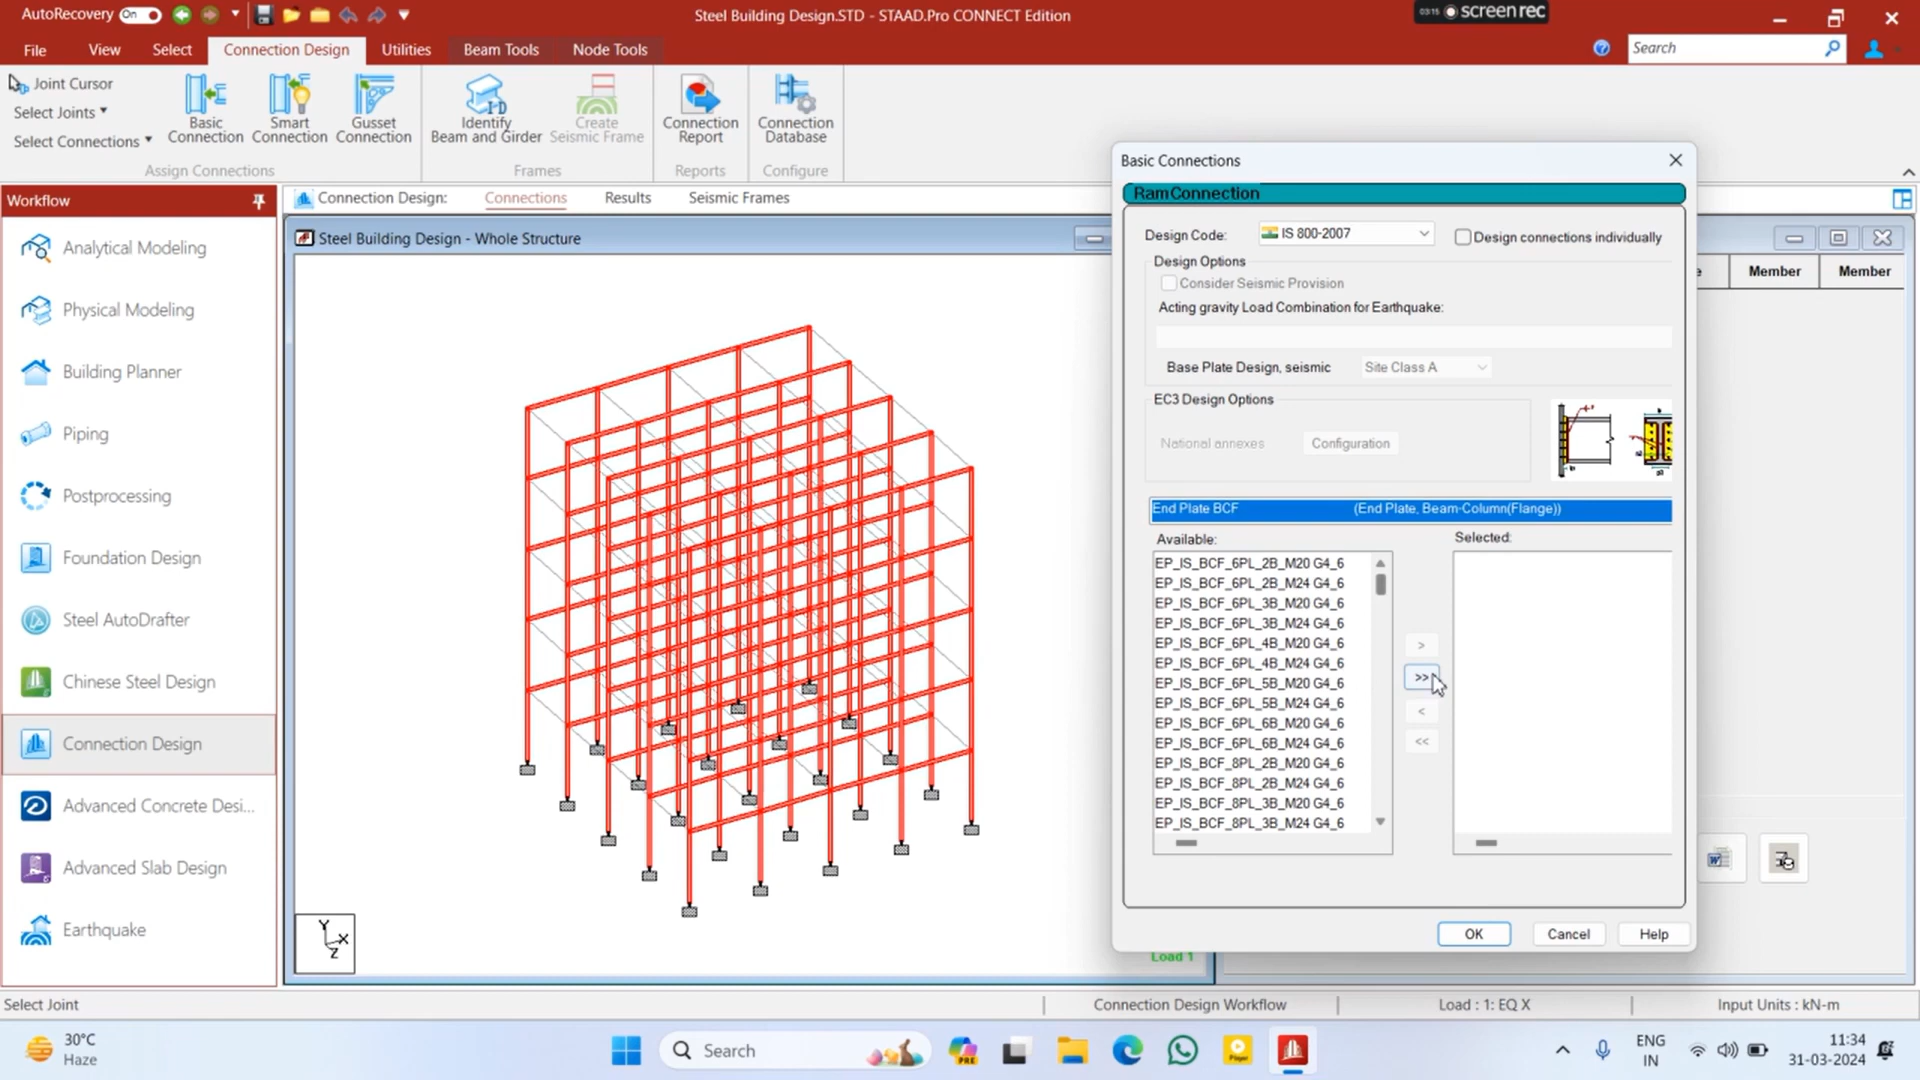 AutoRecovery On
Steel Building Design.STD - STAAD.Pro CONNECT Edition
03:15 screen rec
File
View
Select
Connection Design
Utilities
Beam Tools
Node Tools
Search
Joint Cursor
Select Joints
Select Connections
Basic Connection
Smart Connection
Gusset Connection
Identify Beam and Girder
Create Seismic Frame
Connection Report
Connection Database
Assign Connections
Frames
Reports
Configure
Workflow
Analytical Modeling
Physical Modeling
Building Planner
Piping
Postprocessing
Foundation Design
Steel AutoDrafter
Chinese Steel Design
Connection Design
Advanced Concrete Desi...
Advanced Slab Design
Earthquake
Connection Design:
Connections
Results
Seismic Frames
Steel Building Design - Whole Structure
Y
X
Z
Load 1
e
Member
Member
Basic Connections
RamConnection
Design Code:
IS 800-2007
Design connections individually
Design Options
Consider Seismic Provision
Acting gravity Load Combination for Earthquake:
Base Plate Design, seismic
Site Class A
EC3 Design Options
National annexes
Configuration
End Plate BCF (End Plate, Beam-Column(Flange))
Available:
Selected:
EP_IS_BCF_6PL_2B_M20 G4_6
EP_IS_BCF_6PL_2B_M24 G4_6
EP_IS_BCF_6PL_3B_M20 G4_6
EP_IS_BCF_6PL_3B_M24 G4_6
EP_IS_BCF_6PL_4B_M20 G4_6
EP_IS_BCF_6PL_4B_M24 G4_6
EP_IS_BCF_6PL_5B_M20 G4_6
EP_IS_BCF_6PL_5B_M24 G4_6
EP_IS_BCF_6PL_6B_M20 G4_6
EP_IS_BCF_6PL_6B_M24 G4_6
EP_IS_BCF_8PL_2B_M20 G4_6
EP_IS_BCF_8PL_2B_M24 G4_6
EP_IS_BCF_8PL_3B_M20 G4_6
EP_IS_BCF_8PL_3B_M24 G4_6
>
>>
<
<<
OK
Cancel
Help
Select Joint
Connection Design Workflow
Load : 1: EQ X
Input Units : kN-m
30°C
Haze
Search
PRE
Player
ENG
IN
11:34
31-03-2024